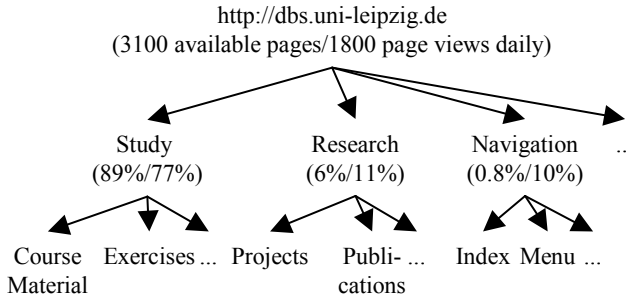 http://dbs.uni-leipzig.de
(3100 available pages/1800 page views daily)
Study Research Navigation ..
(89%/77%) (6%/11%) (0.8%/10%)
Course Exercises ... Projects Publi- ... Index Menu ...
Material cations